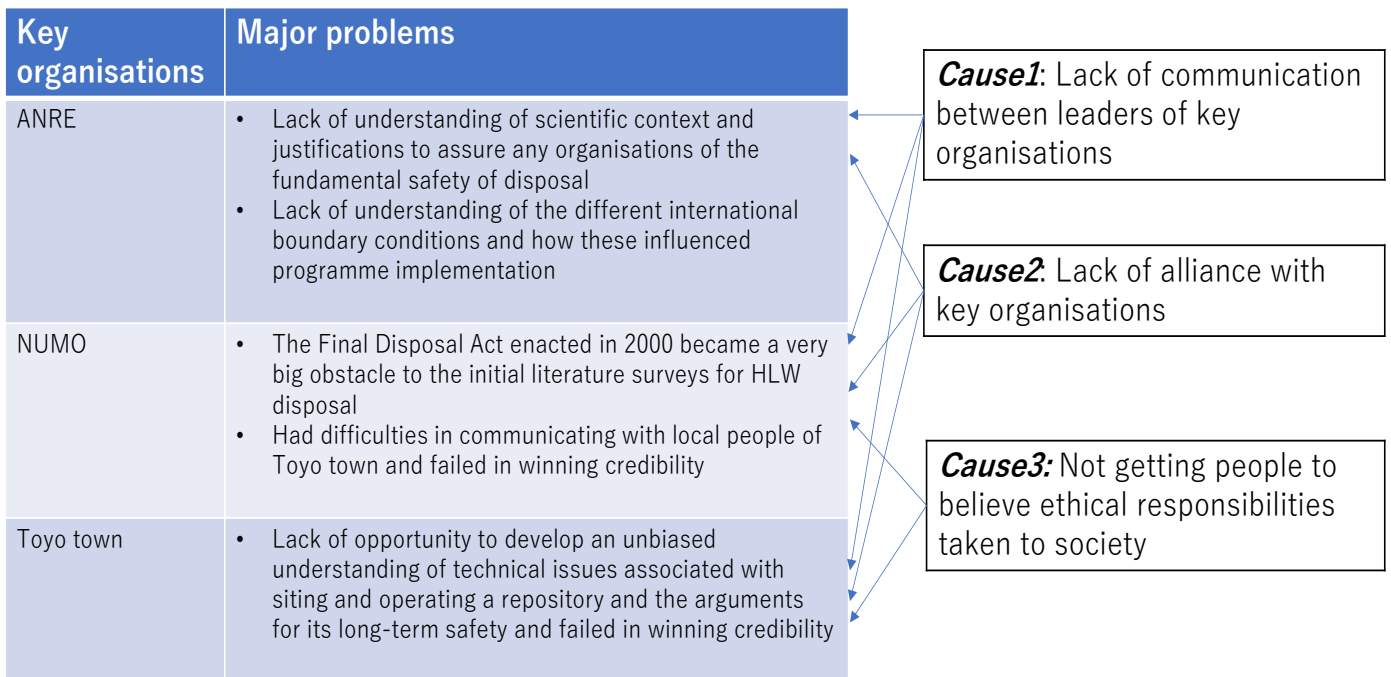 Key
organisations
Major problems
ANRE
• Lack of understanding of scientific context and
justifications to assure any organisations of the
fundamental safety of disposal
• Lack of understanding of the different international
boundary conditions and how these influenced
programme implementation
NUMO
• The Final Disposal Act enacted in 2000 became a very
big obstacle to the initial literature surveys for HLW
disposal
• Had difficulties in communicating with local people of
Toyo town and failed in winning credibility
Toyo town
• Lack of opportunity to develop an unbiased
understanding of technical issues associated with
siting and operating a repository and the arguments
for its long-term safety and failed in winning credibility
Cause1: Lack of communication
between leaders of key
organisations
Cause2: Lack of alliance with
key organisations
Cause3: Not getting people to
believe ethical responsibilities
taken to society